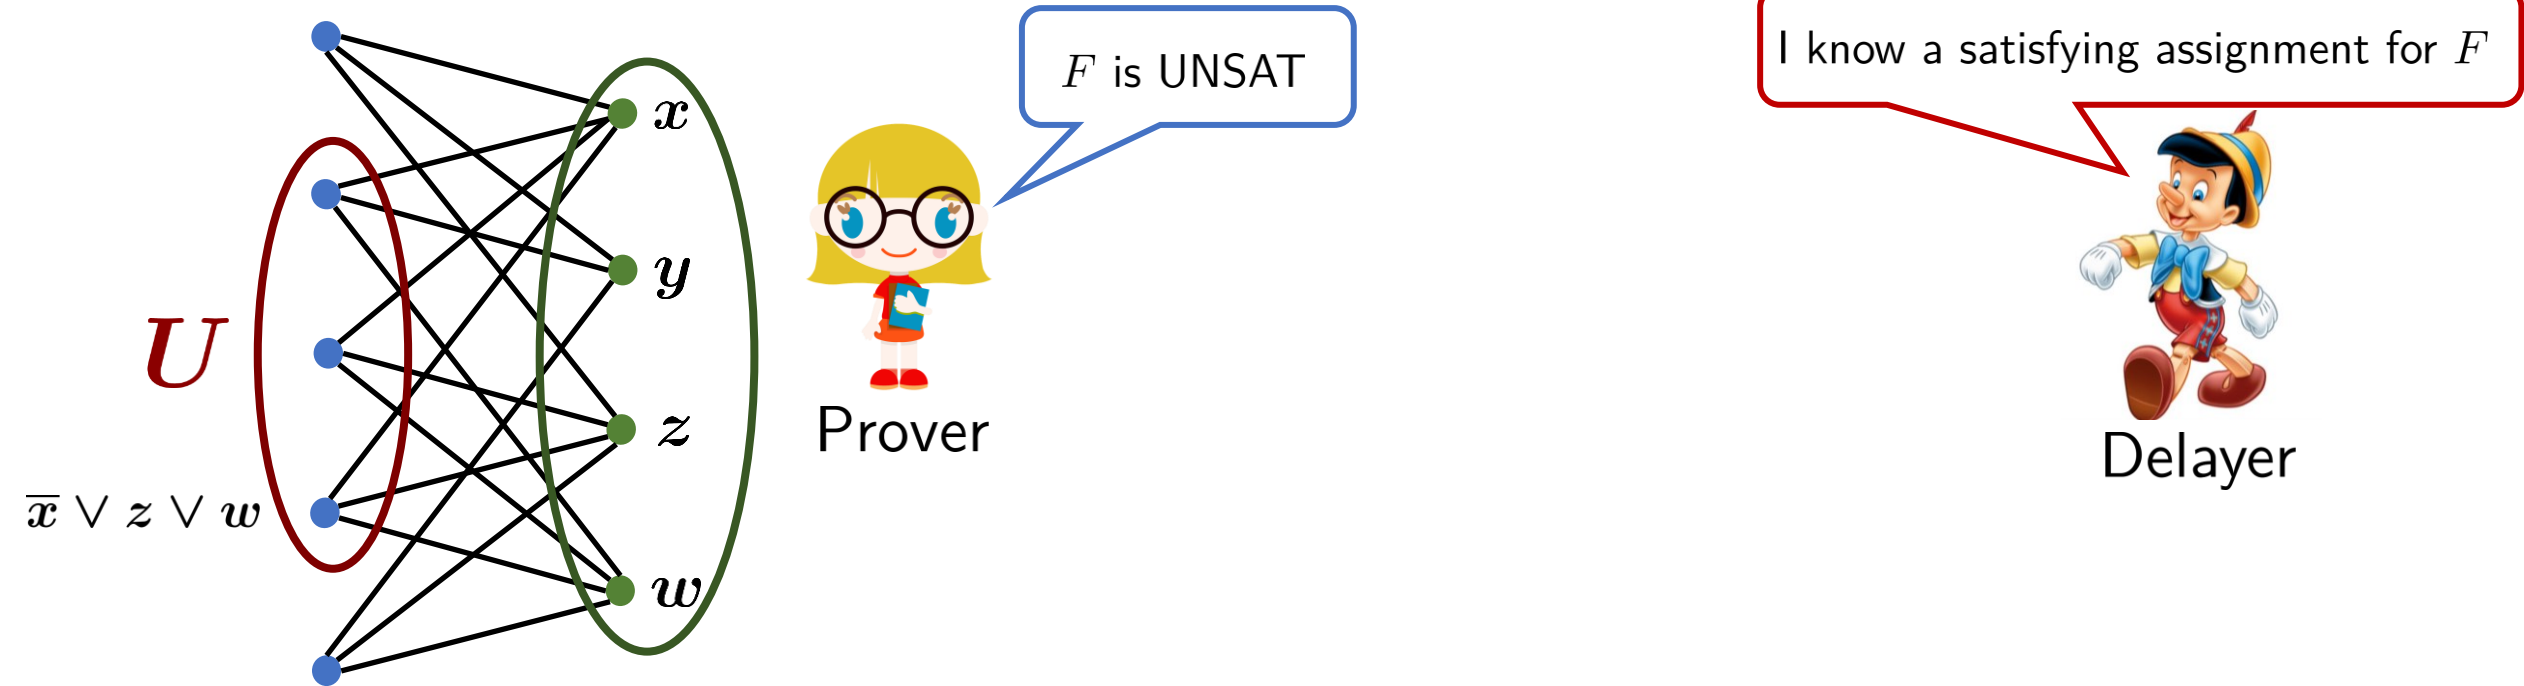 F is UNSAT
I know a satisfying assignment for F
x
y
U
z
Prover
Delayer
x̅ ∨ z ∨ w
w